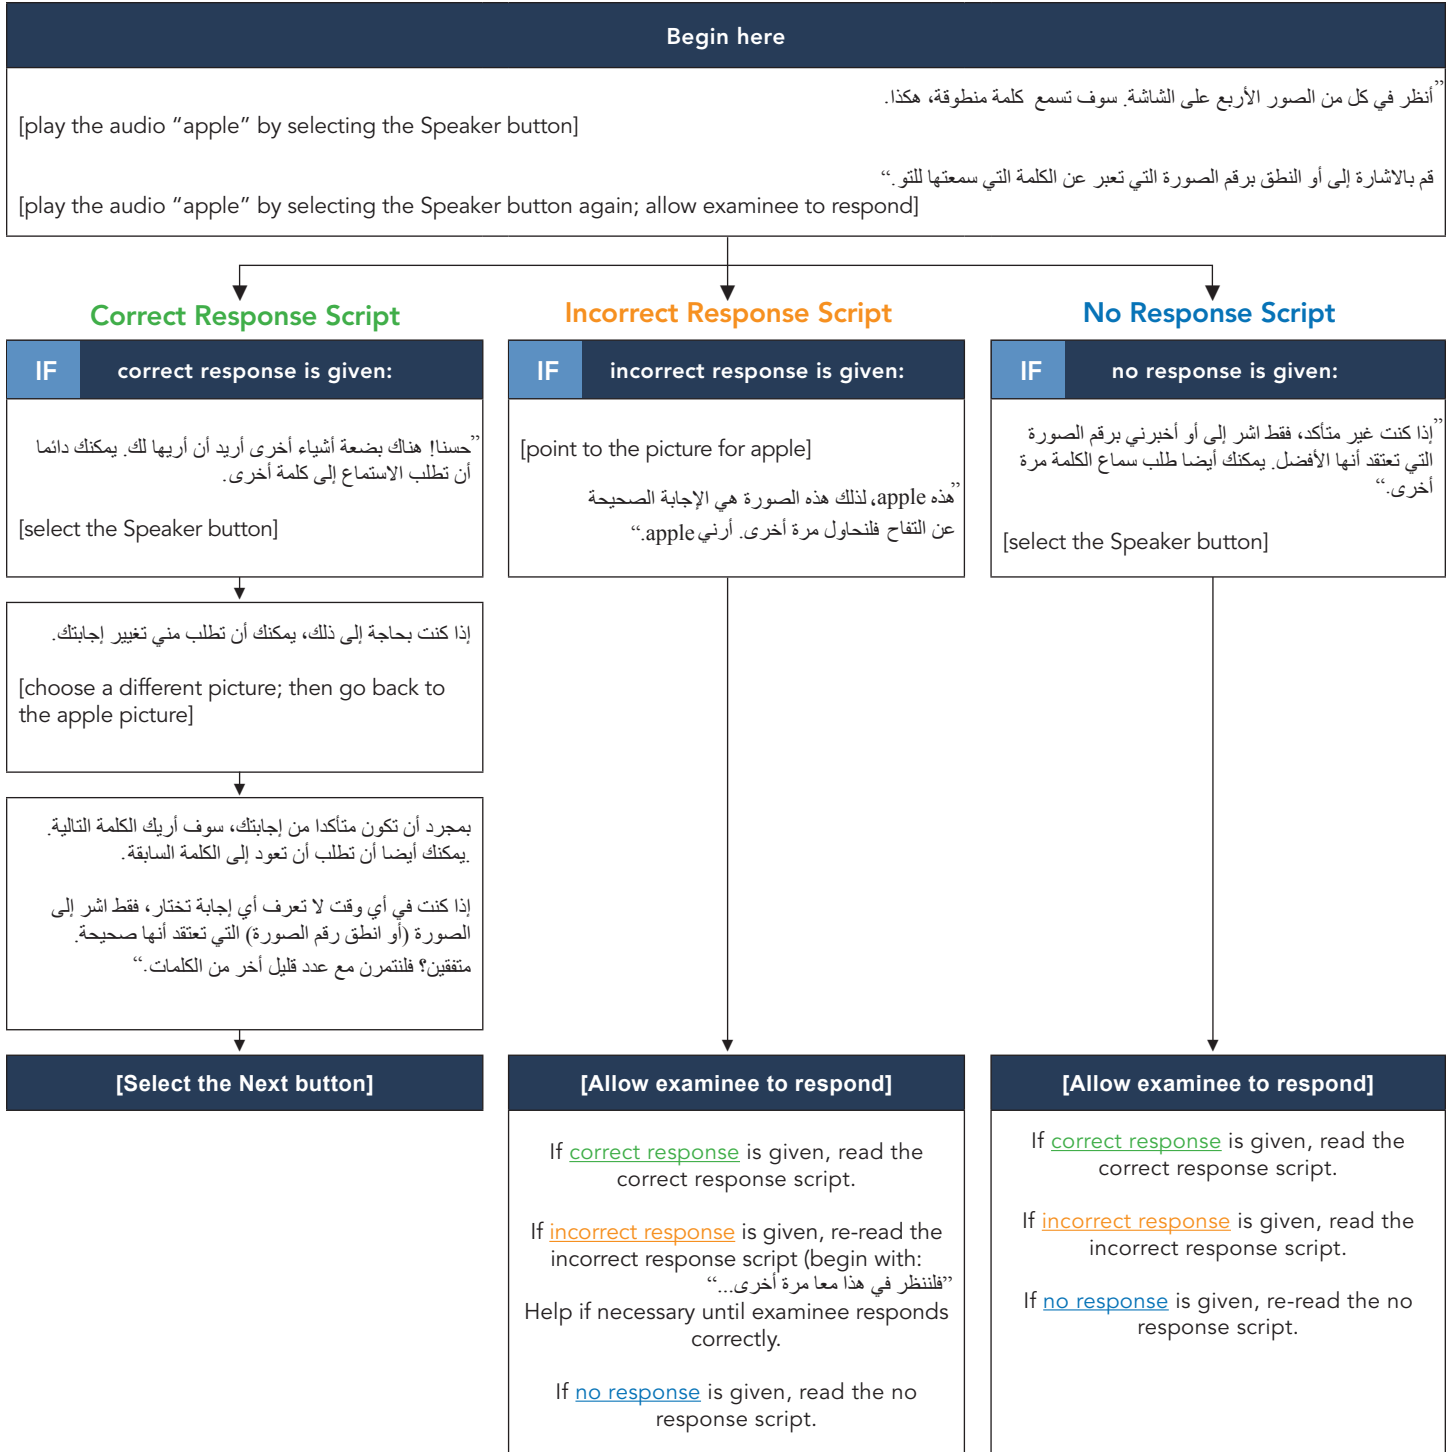 Begin here
”أنظر في كل من الصور الأربع على الشاشة. سوف تسمع كلمة منطوقة، هكذا.
[play the audio “apple” by selecting the Speaker button]
قم بالاشارة إلى أو النطق برقم الصورة التي تعبر عن الكلمة التي سمعتها للتو.“
[play the audio “apple” by selecting the Speaker button again; allow examinee to respond]
Correct Response Script
IF correct response is given:
”حسنا! هناك بضعة أشياء أخرى أريد أن أريها لك. يمكنك دائما
أن تطلب الاستماع إلى كلمة أخرى.
[select the Speaker button]
إذا كنت بحاجة إلى ذلك، يمكنك أن تطلب مني تغيير إجابتك.
[choose a different picture; then go back to
the apple picture]
بمجرد أن تكون متأكدا من إجابتك، سوف أريك الكلمة التالية.
.يمكنك أيضا أن تطلب أن تعود إلى الكلمة السابقة.
إذا كنت في أي وقت لا تعرف أي إجابة تختار، فقط اشر إلى
الصورة (أو انطق رقم الصورة) التي تعتقد أنها صحيحة.
متفقين؟ فلنتمرن مع عدد قليل أخر من الكلمات.“
[Select the Next button]
Incorrect Response Script
IF incorrect response is given:
[point to the picture for apple]
”هذه apple، لذلك هذه الصورة هي الإجابة الصحيحة
عن التفاح فلنحاول مرة أخرى. أرني apple.“
[Allow examinee to respond]
If correct response is given, read the
correct response script.
If incorrect response is given, re-read the
incorrect response script (begin with:
”فلننظر في هذا معا مرة أخرى...“
Help if necessary until examinee responds
correctly.
If no response is given, read the no
response script.
No Response Script
IF no response is given:
”إذا كنت غير متأكد، فقط اشر إلى أو أخبرني برقم الصورة
التي تعتقد أنها الأفضل. يمكنك أيضا طلب سماع الكلمة مرة
أخرى.“
[select the Speaker button]
[Allow examinee to respond]
If correct response is given, read the
correct response script.
If incorrect response is given, read the
incorrect response script.
If no response is given, re-read the no
response script.